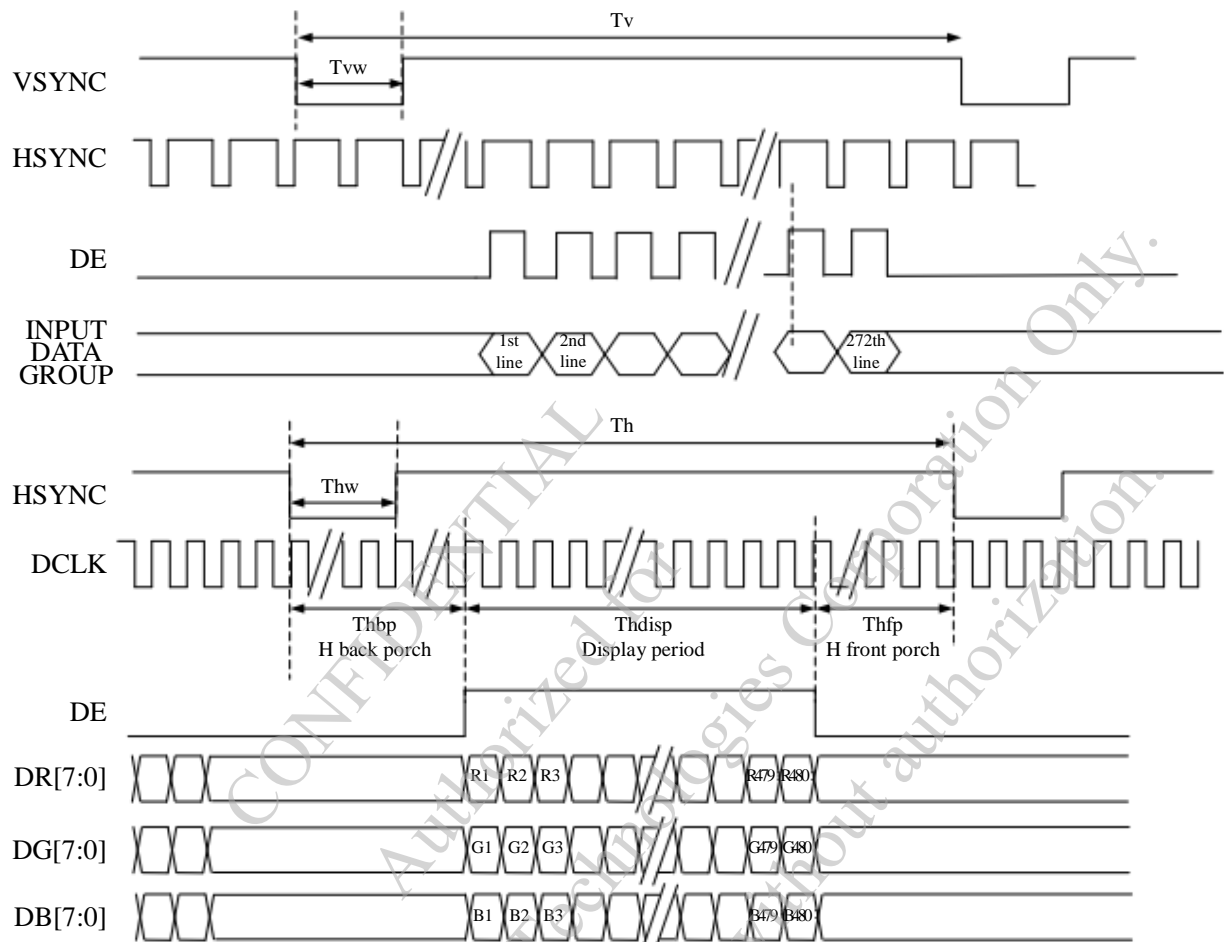 Tv
VSYNC
Tvw
HSYNC
DE
INPUT
DATA
GROUP
1st
line
2nd
line
272th
line
Th
HSYNC
Thw
DCLK
Thbp
H back porch
Thdisp
Display period
Thfp
H front porch
DE
DR[7:0]
R1 R2 R3 R479 R480
DG[7:0]
G1 G2 G3 G479 G480
DB[7:0]
B1 B2 B3 B479 B480
CONFIDENTIAL
Authorized for
Technologies Corporation Only.
without authorization.